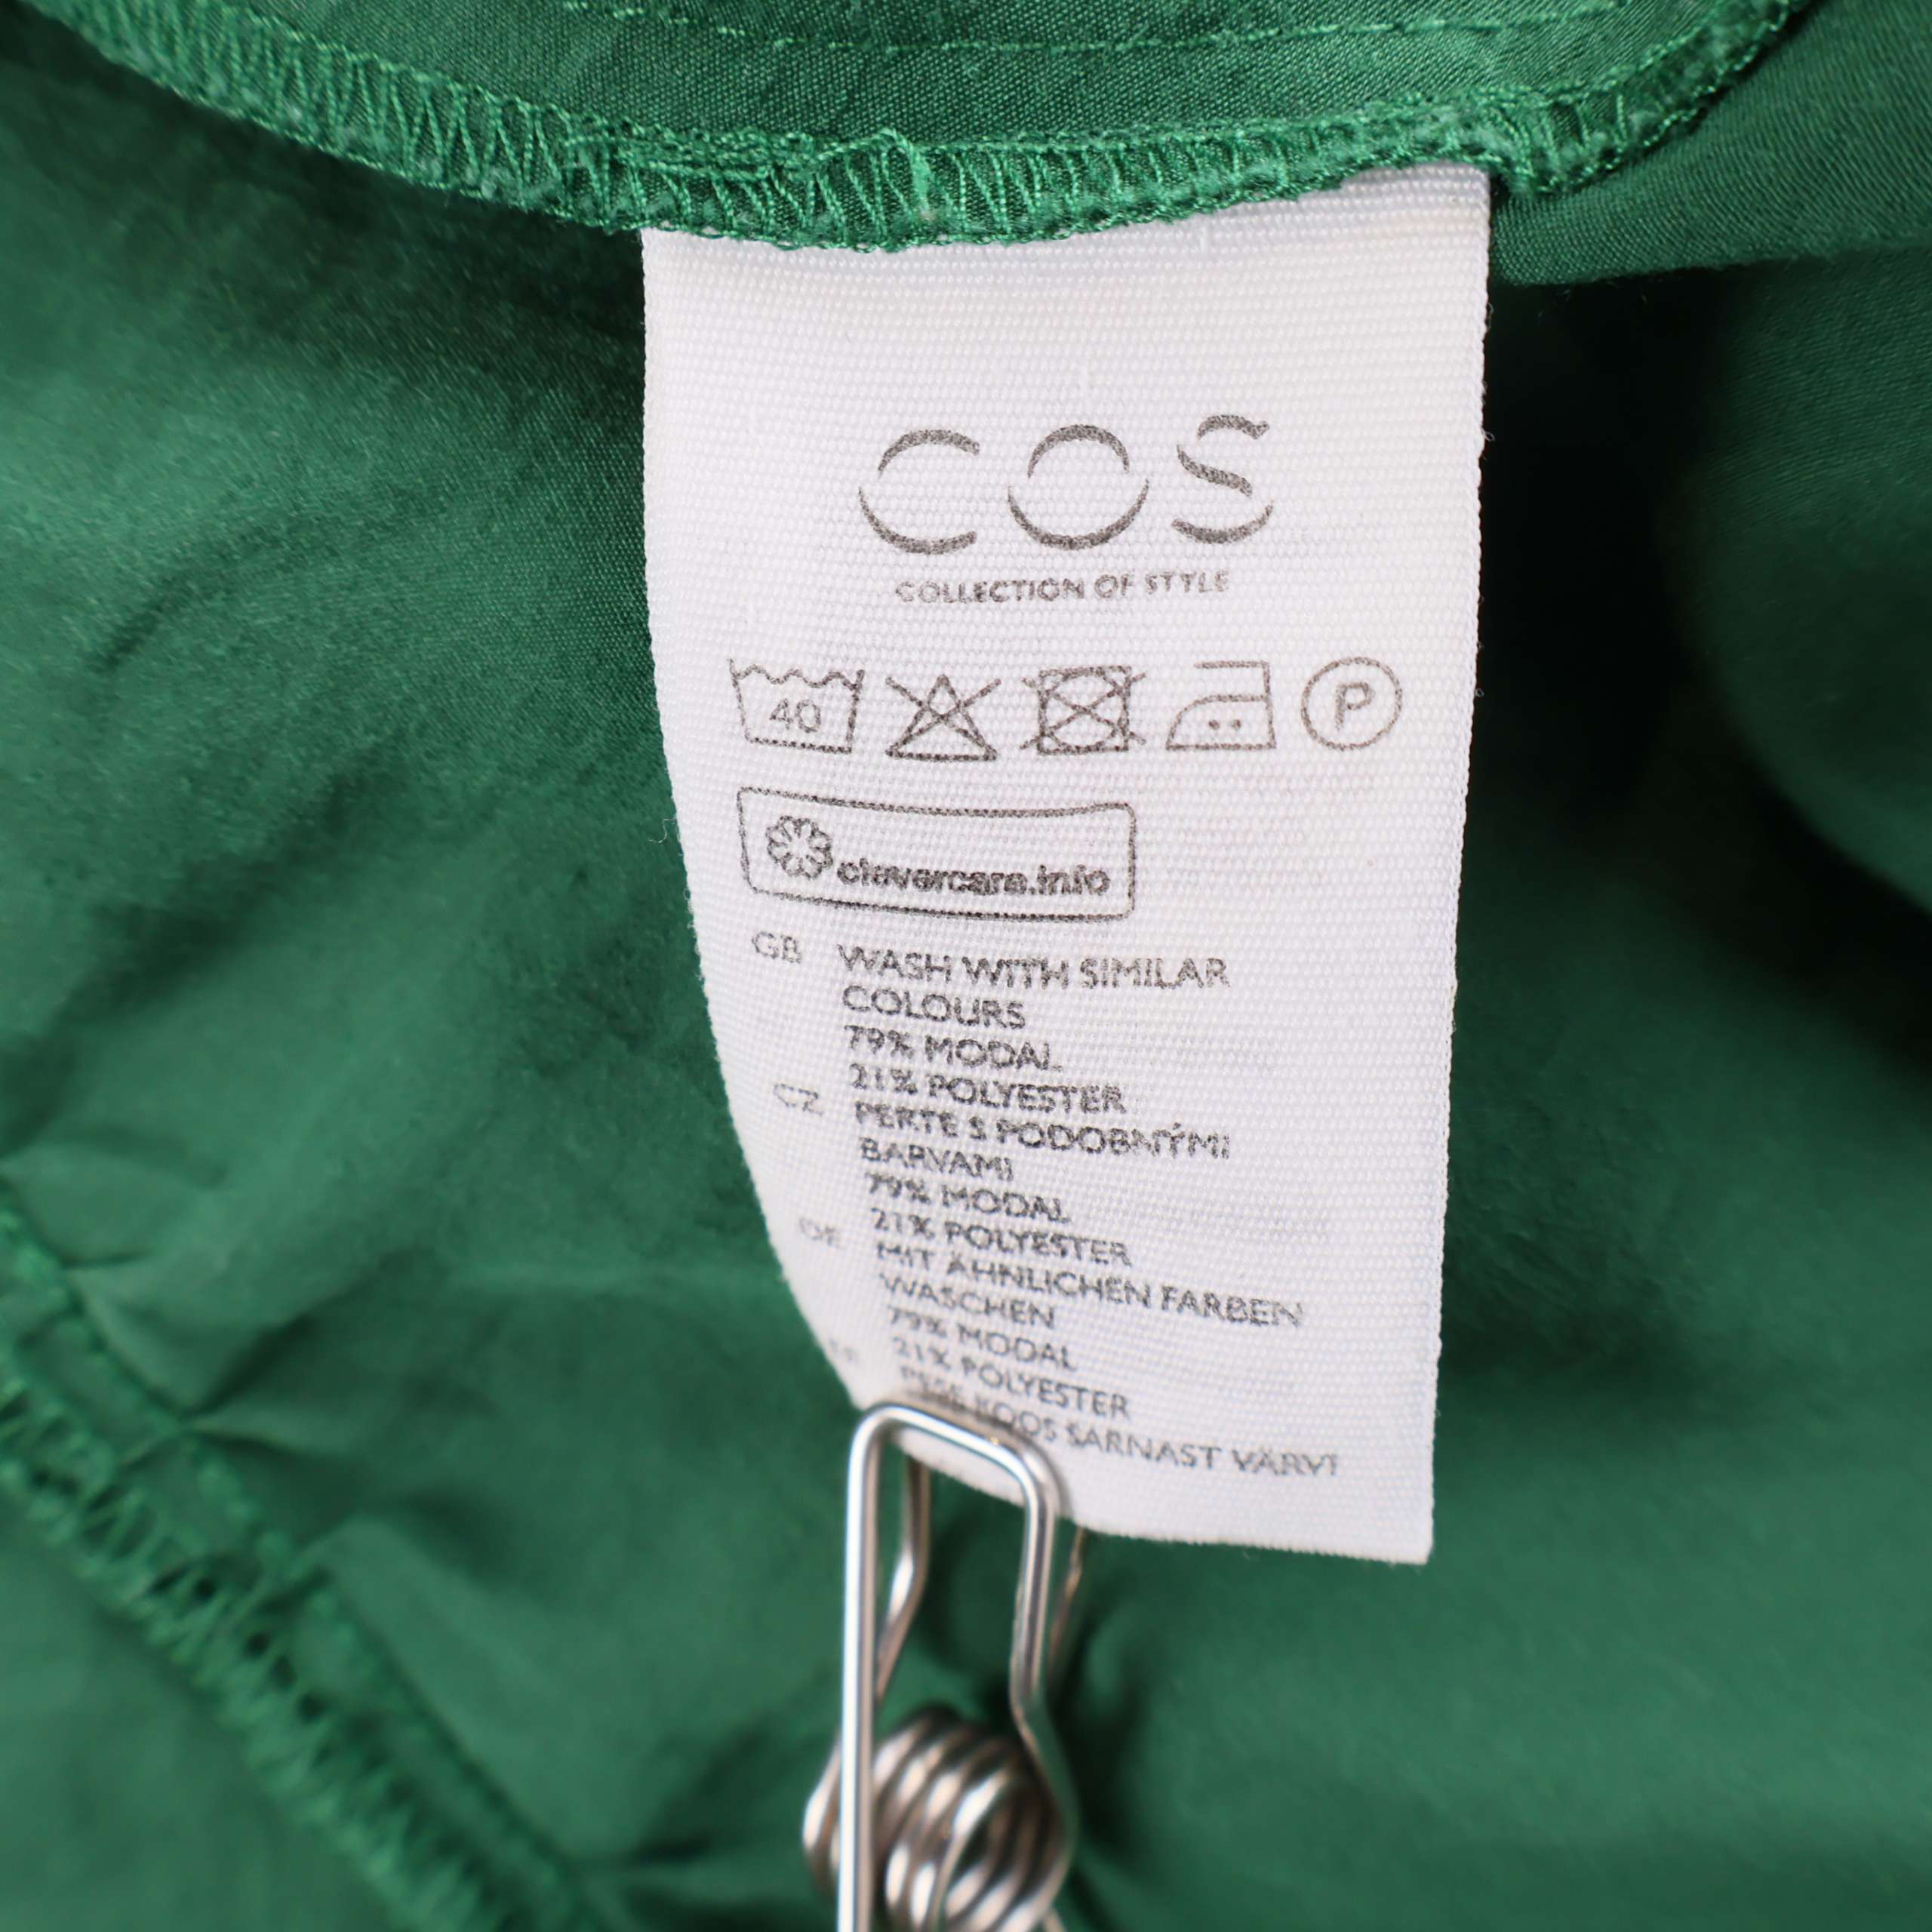 COS
COLLECTION OF STYLE
40
P
clevercare.info
GB WASH WITH SIMILAR
COLOURS
79% MODAL
21% POLYESTER
CZ PERTE S PODOBNÝMI
BARVAMI
79% MODAL
21% POLYESTER
DE MIT ÄHNLICHEN FARBEN
WASCHEN
79% MODAL
21% POLYESTER
KOOS SARNAST VÄRVI